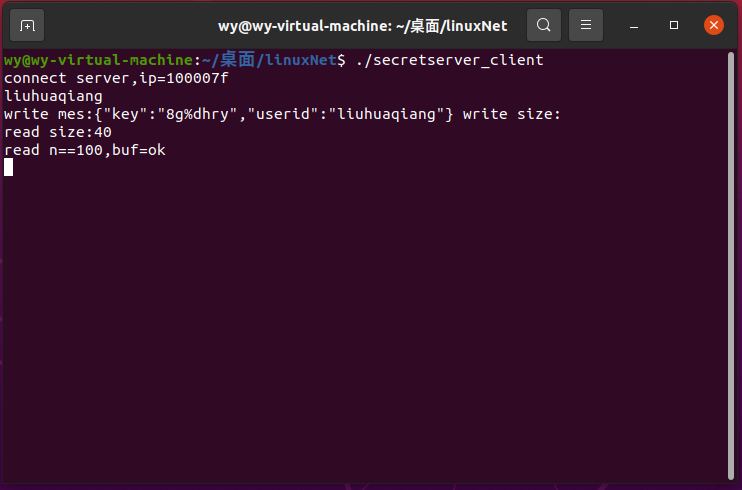 wy@wy-virtual-machine: ~/桌面/linuxNet
wy@wy-virtual-machine:~/桌面/linuxNet$ ./secretserver_client
connect server,ip=100007f
liuhuaqiang
write mes:{"key":"8g%dhry","userid":"liuhuaqiang"} write size:
read size:40
read n==100,buf=ok